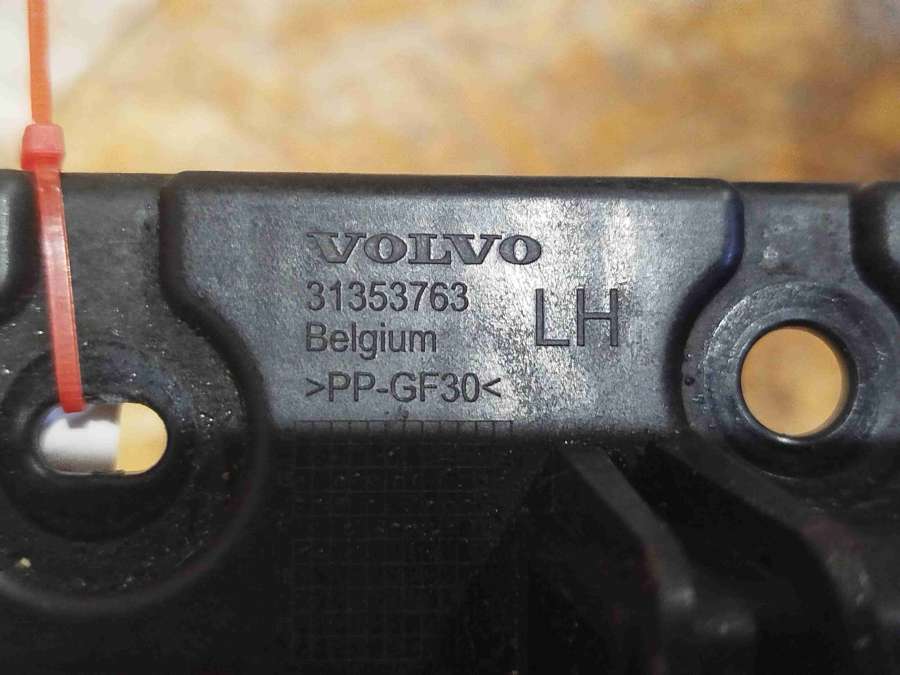 VOLVO
31353763
LH
Belgium
>PP-GF30<